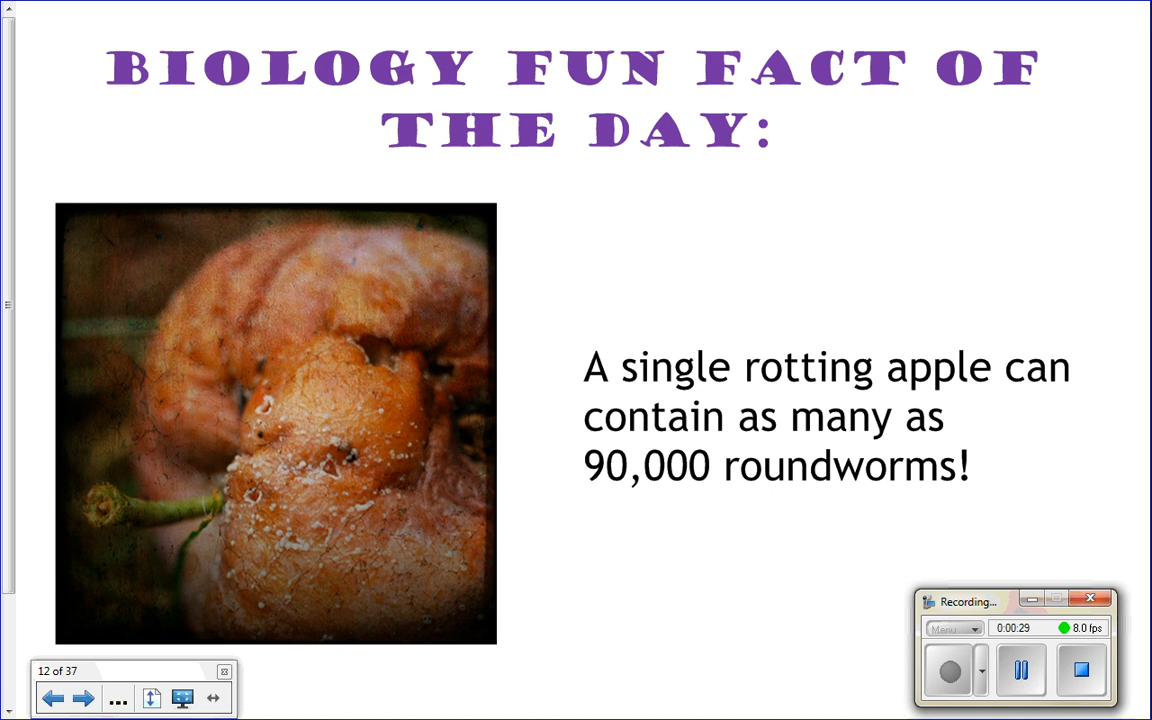 BIOLOGY FUN FACT OF
THE DAY:
A single rotting apple can
contain as many as
90,000 roundworms!
Recording...
Menu
0:00:29
8.0 fps
12 of 37
...